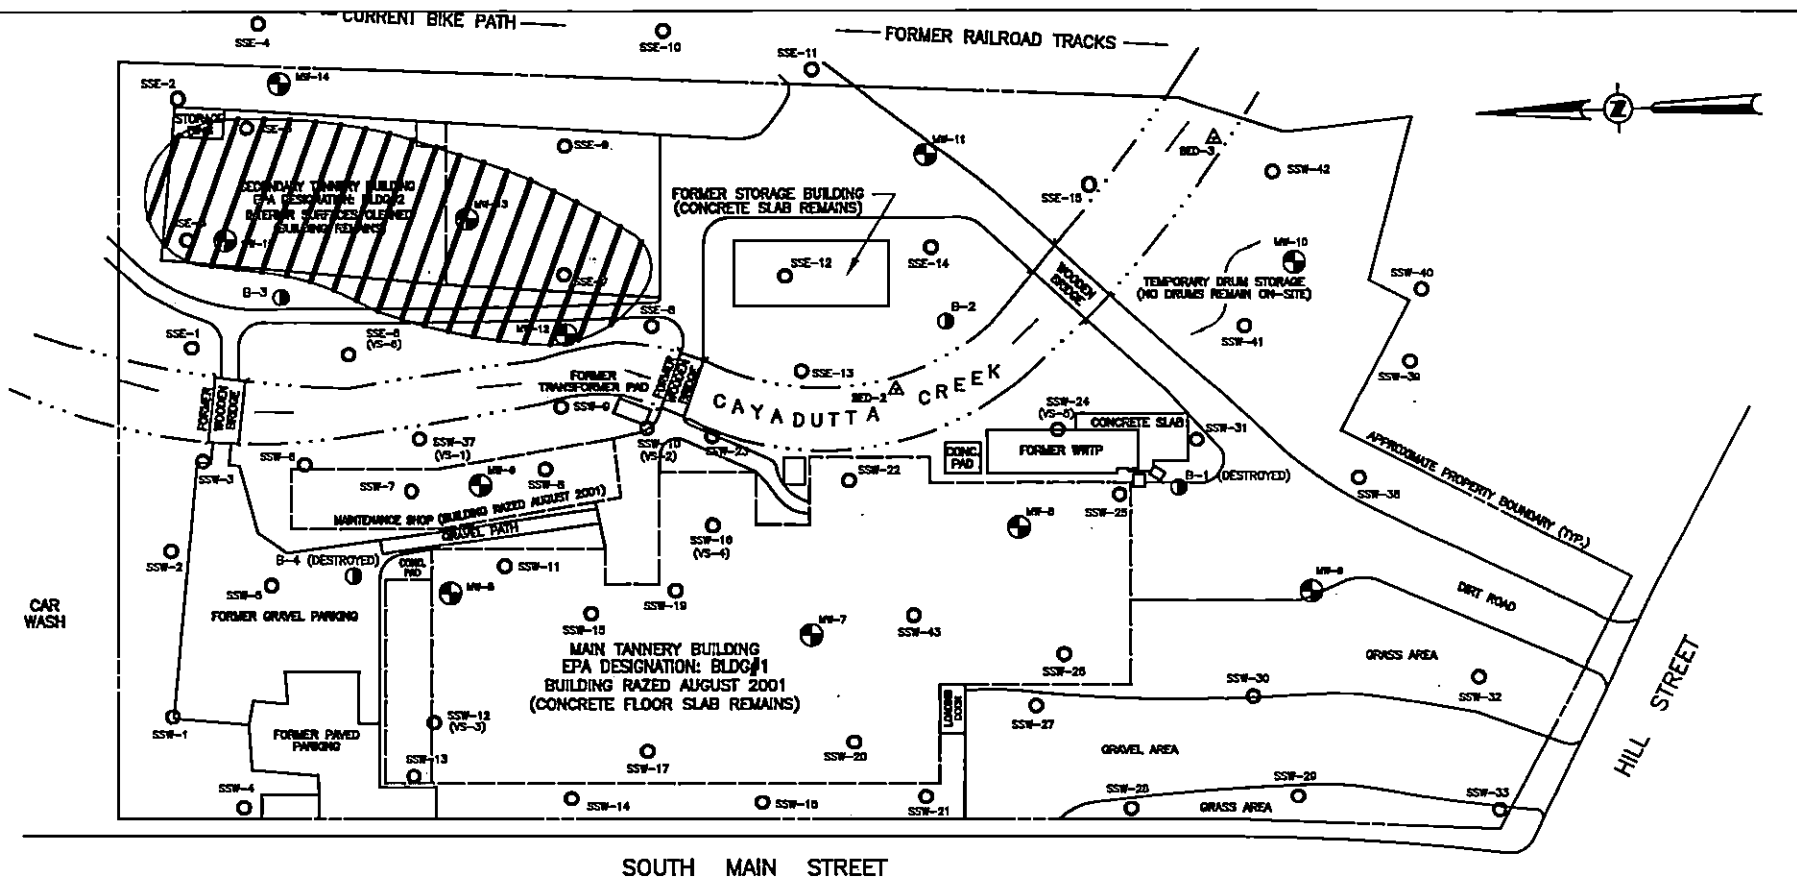 CURRENT BIKE PATH
FORMER RAILROAD TRACKS
SSE-4
SSE-10
SSE-11
SSE-2
MW-14
STORAGE
MW-11
SED-3
SSW-42
SSE-15
SECONDARY TANNERY BUILDING
EPA DESIGNATION: BLDG#2
INTERIOR SURFACES CLEANED
(BUILDING REMAINS)
FORMER STORAGE BUILDING
(CONCRETE SLAB REMAINS)
SSE-14
SSE-12
MW-10
WOODEN
BRIDGE
TEMPORARY DRUM STORAGE
(NO DRUMS REMAIN ON-SITE)
SSW-40
B-3
B-2
MW-12
SSE-1
SSE-6
(VS-6)
SSE-8
SSW-41
SSW-39
SSE-13
FORMER
TRANSFORMER PAD
FORMER
WOODEN
BRIDGE
FORMER
WOODEN
BRIDGE
CAYADUTTA CREEK
SED-2
SSW-9
SSW-24
(VS-5)
CONCRETE SLAB
SSW-31
FORMER WWTP
CONC.
PAD
B-1 (DESTROYED)
SSW-37
(VS-1)
SSW-10
(VS-2)
SSW-23
SSW-22
SSW-6
SSW-3
SSW-7
SSW-8
SSW-25
SSW-38
APPROXIMATE PROPERTY BOUNDARY (TYP.)
MAINTENANCE SHOP (BUILDING RAZED AUGUST 2001)
GRAVEL PATH
SSW-16
(VS-4)
SSW-2
B-4 (DESTROYED)
CONC.
PAD
SSW-11
SSW-5
SSW-19
DIRT ROAD
CAR
WASH
FORMER GRAVEL PARKING
SSW-15
MW-7
SSW-43
MAIN TANNERY BUILDING
EPA DESIGNATION: BLDG#1
BUILDING RAZED AUGUST 2001
(CONCRETE FLOOR SLAB REMAINS)
SSW-26
GRASS AREA
SSW-30
SSW-32
SSW-27
LOADING
DOCK
HILL STREET
SSW-1
SSW-12
(VS-3)
FORMER PAVED
PARKING
SSW-13
SSW-17
SSW-20
GRAVEL AREA
SSW-29
SSW-4
SSW-14
SSW-21
SSW-28
GRASS AREA
SSW-33
SOUTH MAIN STREET